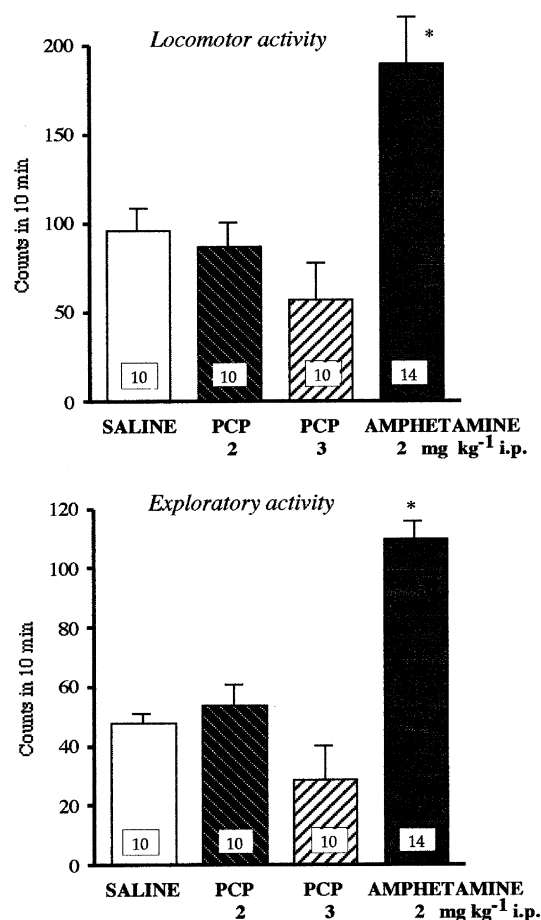 Locomotor activity
*
200
150
100
50
0
Counts in 10 min
10 10 10 14
SALINE PCP PCP AMPHETAMINE
2 3 2 mg kg⁻¹ i.p.
Exploratory activity
*
120
100
80
60
40
20
0
Counts in 10 min
10 10 10 14
SALINE PCP PCP AMPHETAMINE
2 3 2 mg kg⁻¹ i.p.